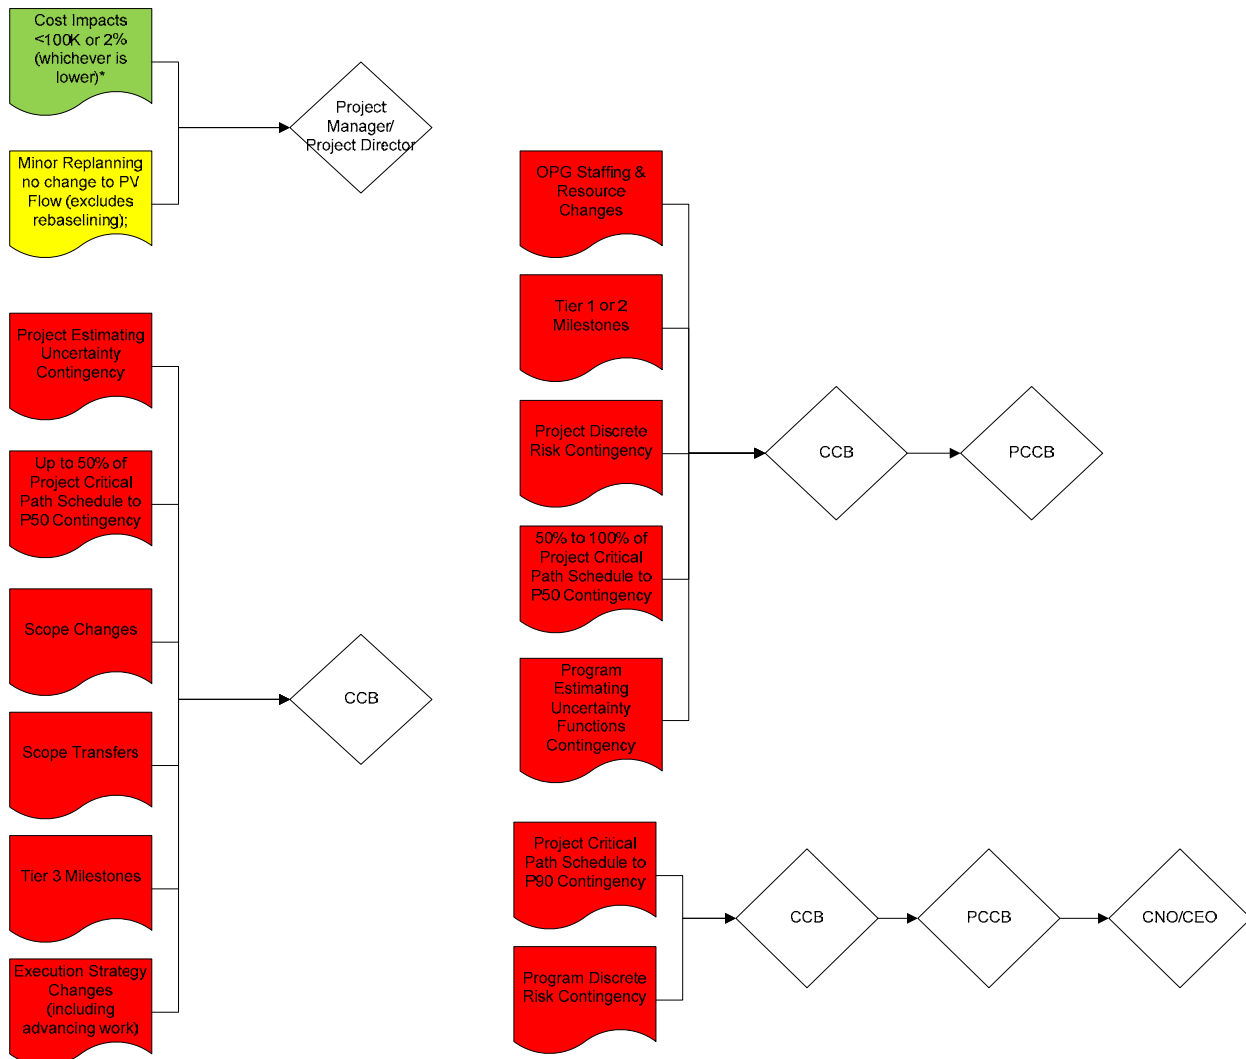 Cost Impacts
<100K or 2%
(whichever is
lower)*
Minor Replanning
no change to PV
Flow (excludes
rebaselining);
Project
Manager/
Project Director
Project Estimating
Uncertainty
Contingency
Up to 50% of
Project Critical
Path Schedule to
P50 Contingency
Scope Changes
Scope Transfers
Tier 3 Milestones
Execution Strategy
Changes
(including
advancing work)
CCB
OPG Staffing &
Resource
Changes
Tier 1 or 2
Milestones
Project Discrete
Risk Contingency
50% to 100% of
Project Critical
Path Schedule to
P50 Contingency
Program
Estimating
Uncertainty
Functions
Contingency
CCB
PCCB
Project Critical
Path Schedule to
P90 Contingency
Program Discrete
Risk Contingency
CCB
PCCB
CNO/CEO